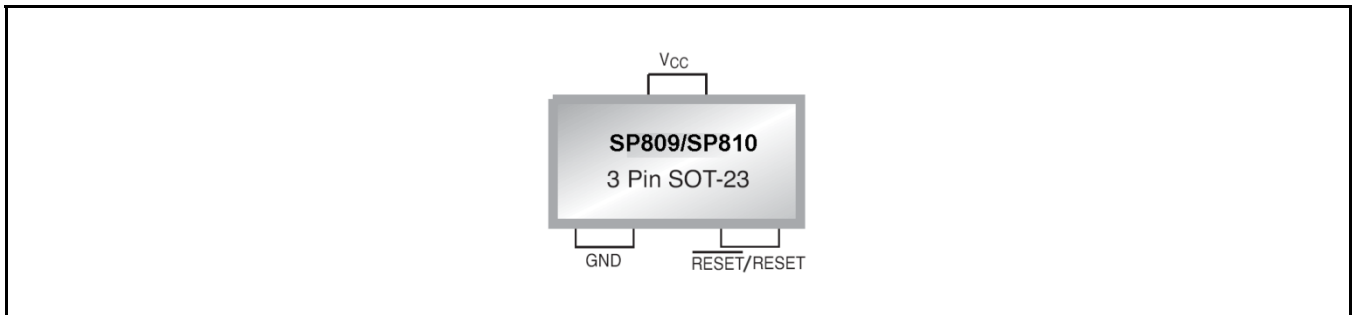 VCC
SP809/SP810
3 Pin SOT-23
GND
RESET/RESET